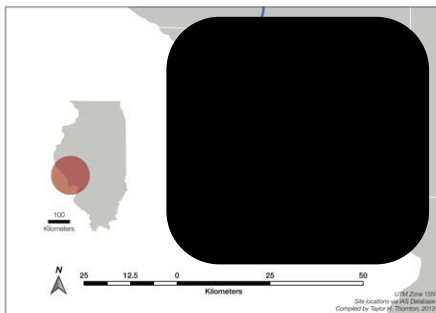 100
Kilometers
N
25 12.5 0 25 50
Kilometers
UTM Zone 15N
Site locations via IAS Database
Compiled by Taylor H. Thornton, 2013